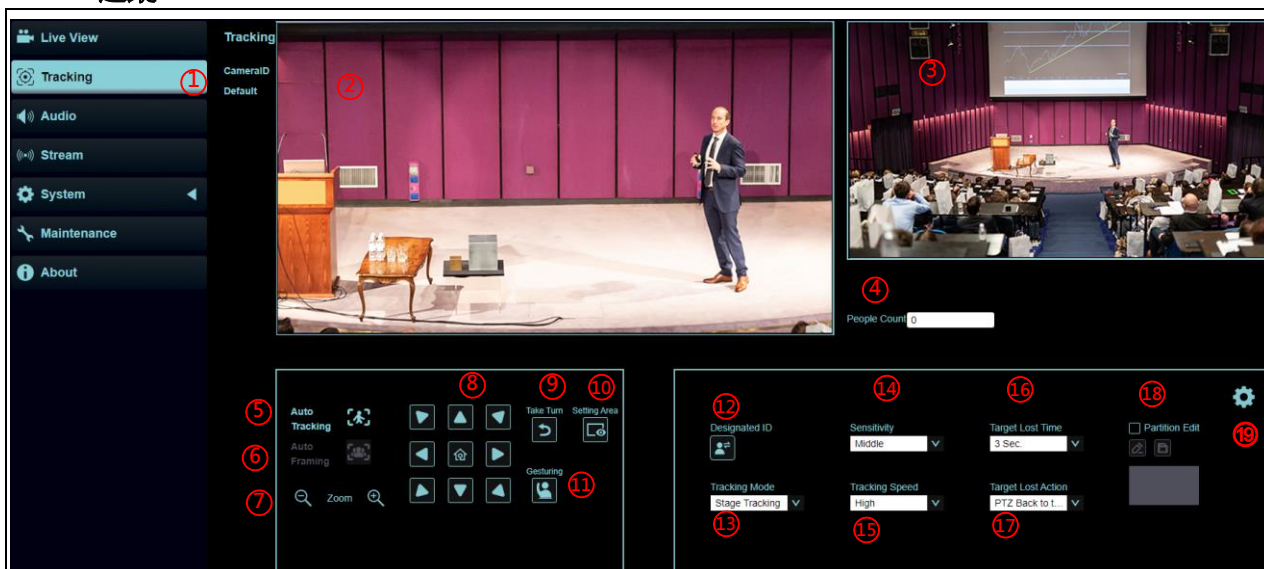 Live View
Tracking
Audio
Stream
System
Maintenance
About
①
Tracking
CameraID
Default
②
③
④
People Count 0
⑤ Auto
Tracking
⑥ Auto
Framing
⑦ Zoom
⑧
⑨
Take Turn
⑩
Setting Area
Gesturing
⑪
⑫
Designated ID
⑬
Tracking Mode
Stage Tracking
⑭
Sensitivity
Middle
⑮
Tracking Speed
High
⑯
Target Lost Time
3 Sec.
⑰
Target Lost Action
PTZ Back to t...
⑱
Partition Edit
⑲